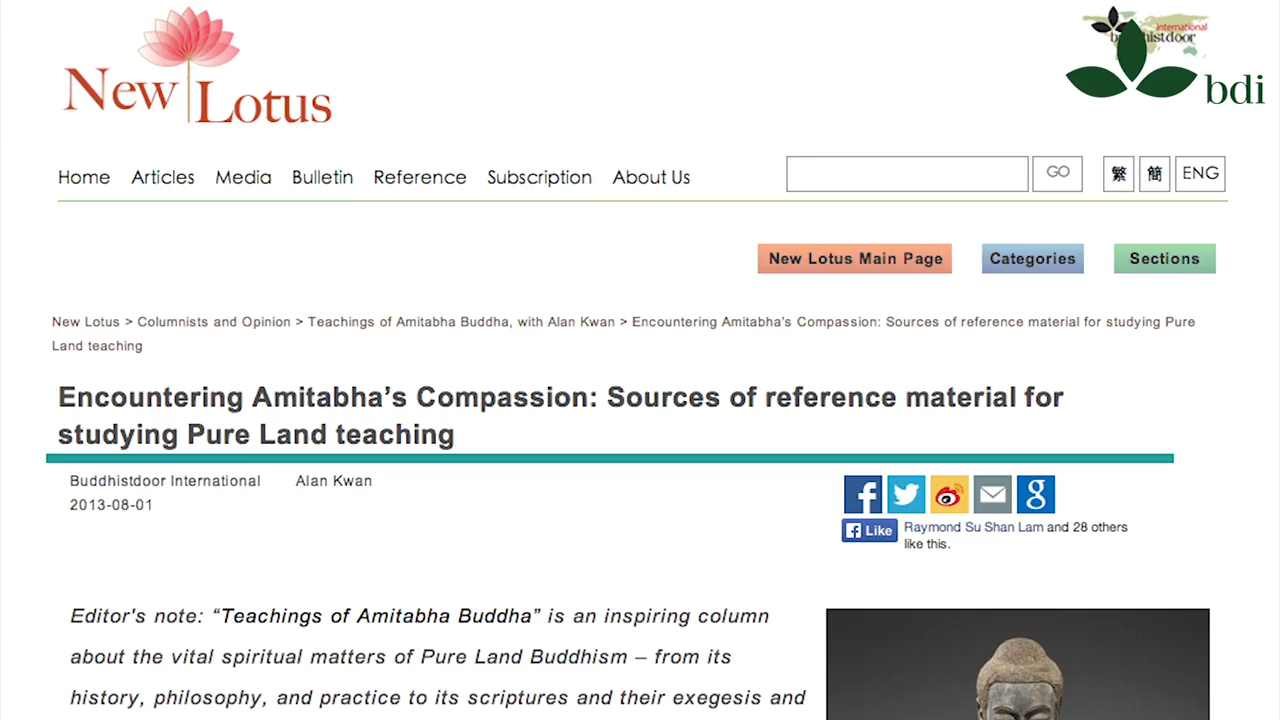 New Lotus
international
bdi
Home Articles Media Bulletin Reference Subscription About Us
GO 繁 簡 ENG
New Lotus Main Page Categories Sections
New Lotus > Columnists and Opinion > Teachings of Amitabha Buddha, with Alan Kwan > Encountering Amitabha's Compassion: Sources of reference material for studying Pure
Land teaching
Encountering Amitabha’s Compassion: Sources of reference material for
studying Pure Land teaching
Buddhistdoor International Alan Kwan
2013-08-01
Like Raymond Su Shan Lam and 28 others
like this.
Editor's note: “Teachings of Amitabha Buddha” is an inspiring column
about the vital spiritual matters of Pure Land Buddhism – from its
history, philosophy, and practice to its scriptures and their exegesis and